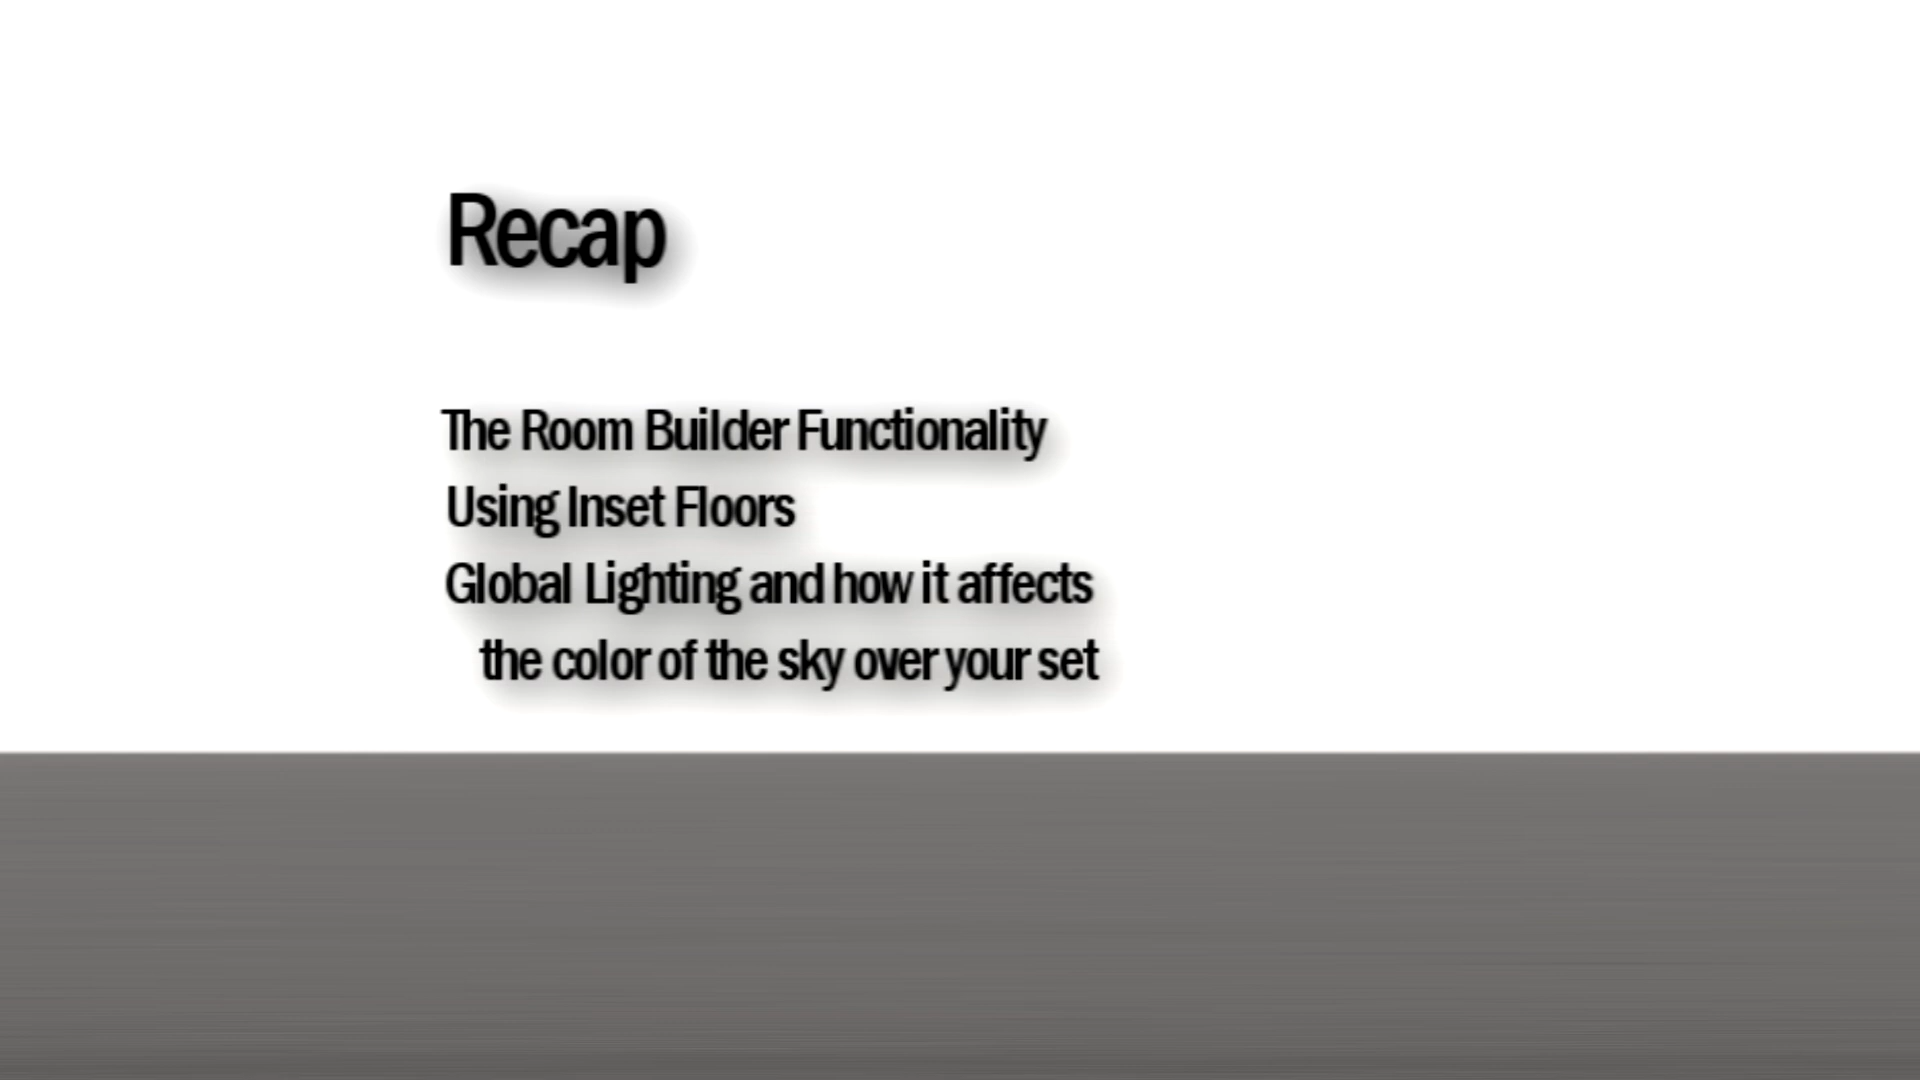 Recap
The Room Builder Functionality
Using Inset Floors
Global Lighting and how it affects
the color of the sky over your set